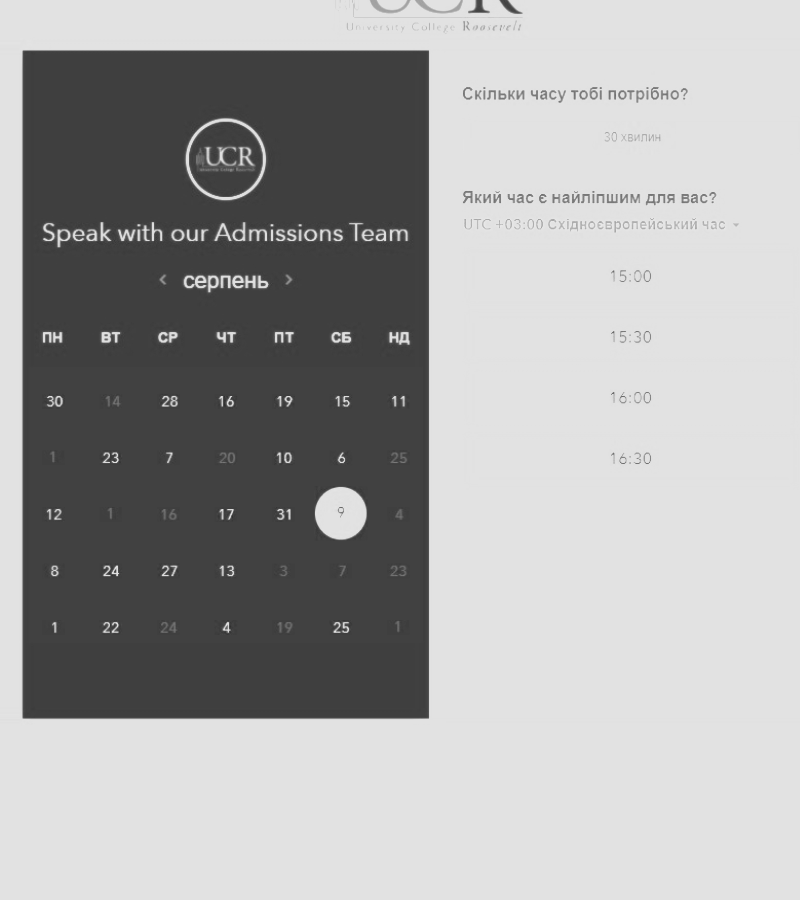 UCR
University College Roosevelt
UCR
Speak with our Admissions Team
серпень
ПН ВТ СР ЧТ ПТ СБ НД
30 14 28 16 19 15 11
1 23 7 20 10 6 25
12 1 16 17 31 9 4
8 24 27 13 3 7 23
1 22 24 4 19 25 1
Скільки часу тобі потрібно?
30 хвилин
Який час є найліпшим для вас?
UTC +03:00 Східноєвропейський час
15:00
15:30
16:00
16:30